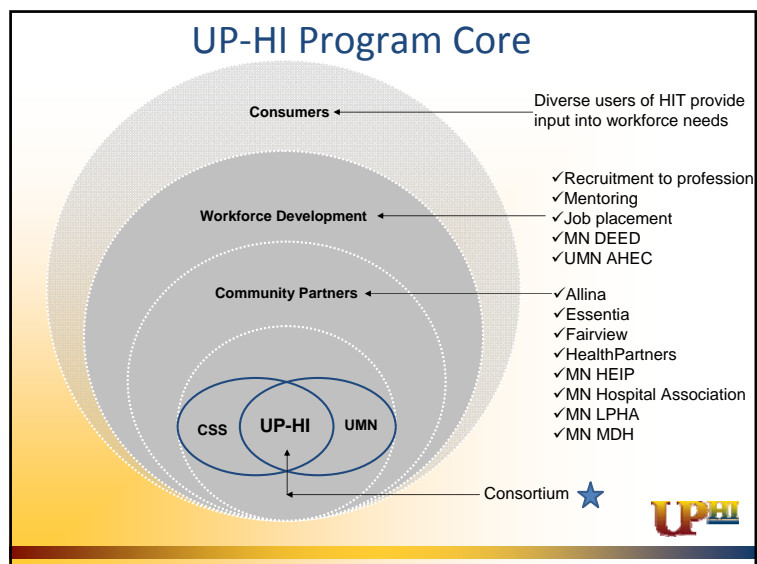 UP-HI Program Core
Consumers
Diverse users of HIT provide
input into workforce needs
Workforce Development
✓Recruitment to profession
✓Mentoring
✓Job placement
✓MN DEED
✓UMN AHEC
Community Partners
✓Allina
✓Essentia
✓Fairview
✓HealthPartners
✓MN HEIP
✓MN Hospital Association
✓MN LPHA
✓MN MDH
CSS
UP-HI
UMN
Consortium
UPHI